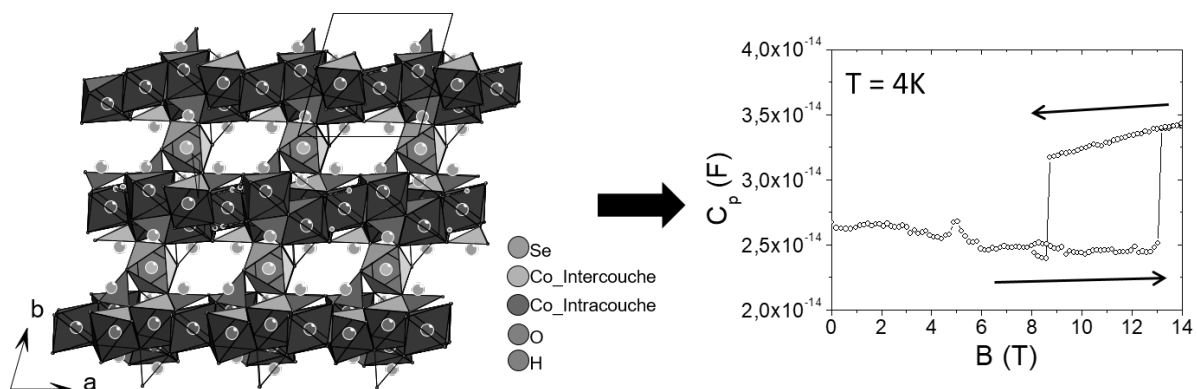 b
a
Se
Co_Intercouche
Co_Intracouche
O
H
T = 4K
4,0x10⁻¹⁴
3,5x10⁻¹⁴
3,0x10⁻¹⁴
2,5x10⁻¹⁴
2,0x10⁻¹⁴
Cₚ (F)
0 2 4 6 8 10 12 14
B (T)